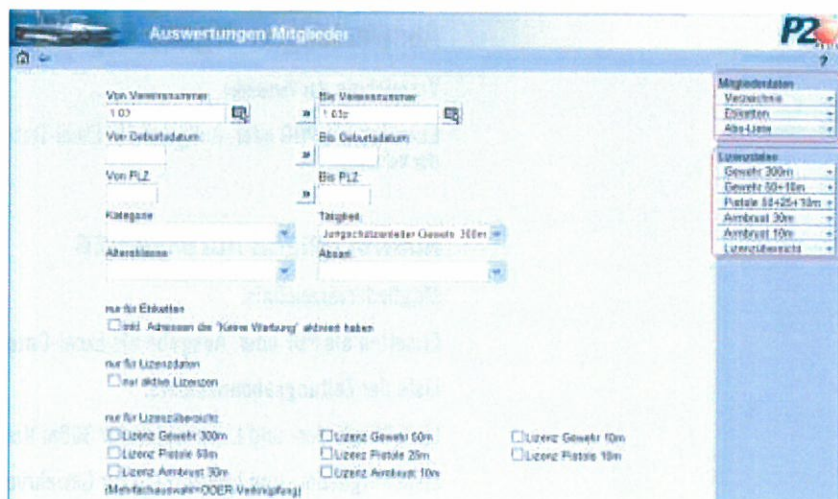 Auswertungen Mitglieder
P2
?
Von Vereinsnummer
Bis Vereinsnummer
1.03
»
Von Geburtsdatum
Bis Geburtsdatum
»
Von PLZ
Bis PLZ
»
Kategorie
Tätigkeit
Jungschützenleiter Gewehr 300m
Altersklasse
Aboart
nur für Etiketten
inkl. Adressen die "Keine Werbung" aktiviert haben
nur für Lizenzdaten
nur aktive Lizenzen
nur für Lizenzübersicht
Lizenz Gewehr 300m
Lizenz Gewehr 50m
Lizenz Gewehr 10m
Lizenz Pistole 50m
Lizenz Pistole 25m
Lizenz Pistole 10m
Lizenz Armbrust 30m
Lizenz Armbrust 10m
(Mehrfachauswahl=ODER Verknüpfung)
Mitgliederdaten
Verzeichnis
Etiketten
Abo-Liste
Lizenzdaten
Gewehr 300m
Gewehr 50+10m
Pistole 50+25+10m
Armbrust 30m
Armbrust 10m
Lizenzübersicht